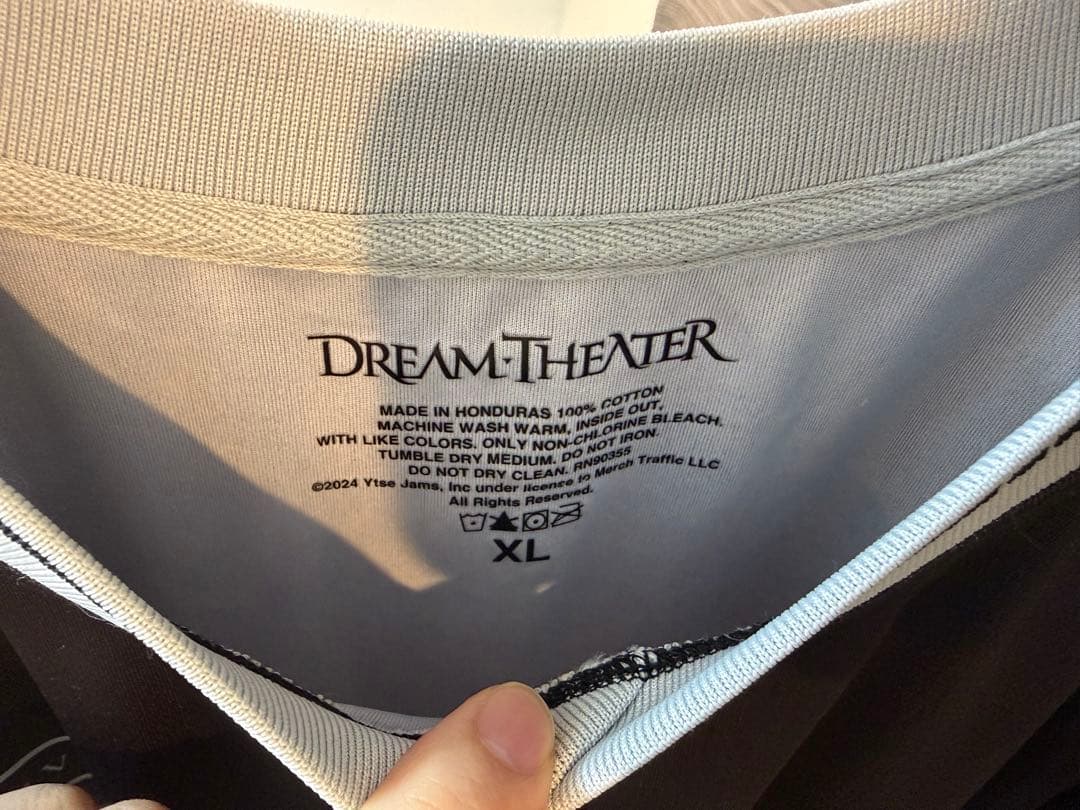 DREAM·THEATER
MADE IN HONDURAS 100% COTTON
MACHINE WASH WARM, INSIDE OUT,
WITH LIKE COLORS. ONLY NON-CHLORINE BLEACH.
TUMBLE DRY MEDIUM. DO NOT IRON.
DO NOT DRY CLEAN. RN90355
©2024 Ytse Jams, Inc under license to Merch Traffic LLC
All Rights Reserved.
XL